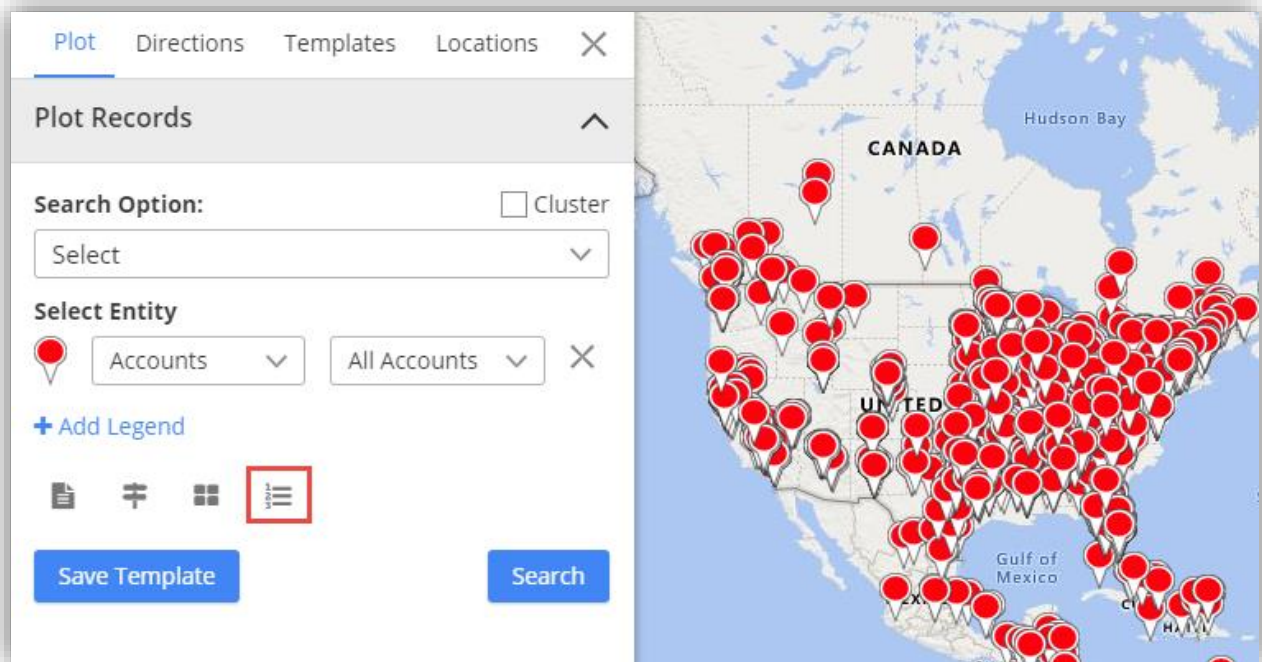 Plot Directions Templates Locations
Plot Records
Search Option: Cluster
Select
Select Entity
Accounts All Accounts
+ Add Legend
Save Template Search
Hudson Bay
CANADA
UNITED
Gulf of
Mexico